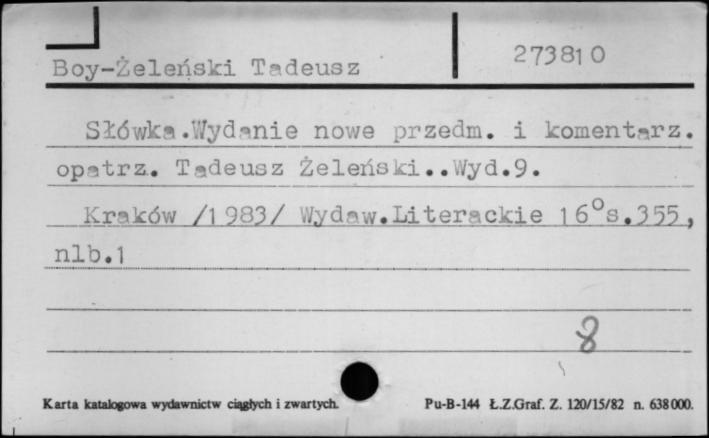 Boy-Żeleński Tadeusz
273810
Słówka.Wydanie nowe przedm. i komentarz.
opatrz. Tadeusz Żeleński..Wyd.9.
Kraków /1983/ Wydaw.Literackie 16°s.355,
nlb.1
8
Karta katalogowa wydawnictw ciągłych i zwartych.
Pu-B-144 Ł.Z.Graf. Z. 120/15/82 n. 638000.